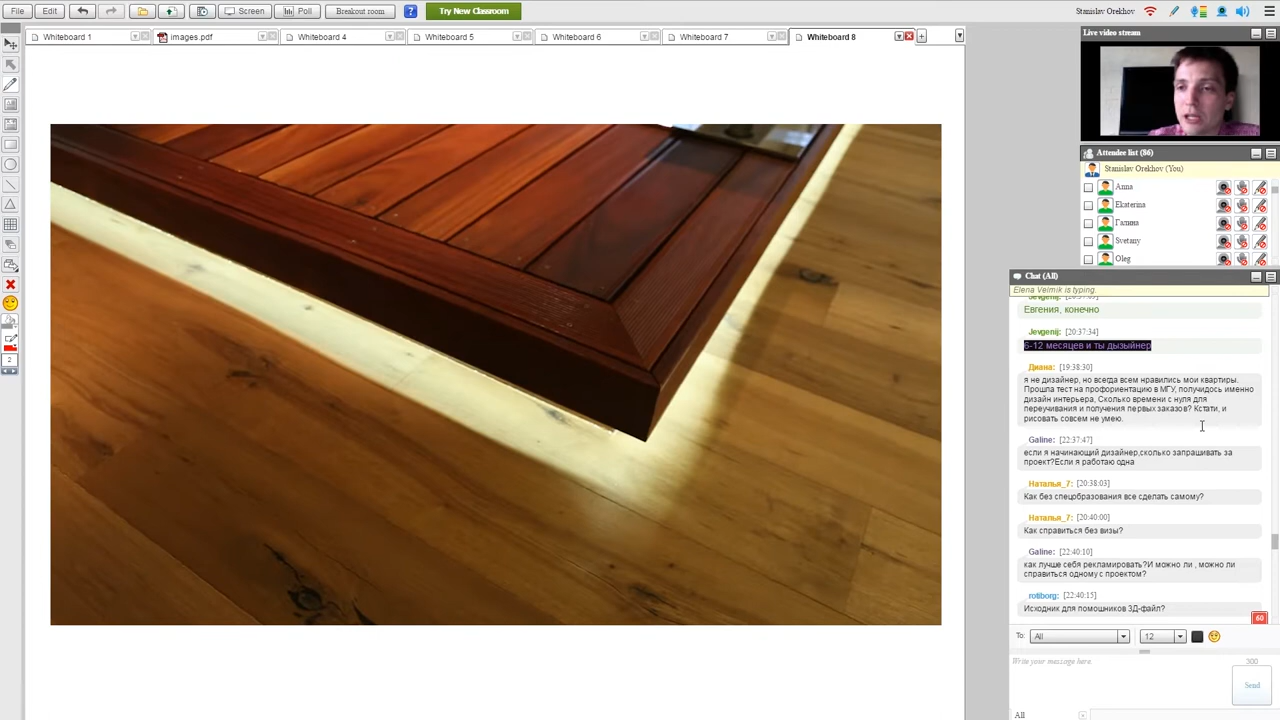 File
Edit
Screen
Poll
Breakout room
?
Try New Classroom
Stanislav Orekhov
Whiteboard 1
images.pdf
Whiteboard 4
Whiteboard 5
Whiteboard 6
Whiteboard 7
Whiteboard 8
Live video stream
Attendee list (86)
Stanislav Orekhov (You)
Anna
Ekaterina
Галина
Svetany
Oleg
2
Chat (All)
Elena Velmik is typing.
Евгения, конечно
Jevgenij: [20:37:34]
6-12 месяцев и ты дызыйнер
Диана: [19:38:30]
я не дизайнер, но всегда всем нравились мои квартиры.
Прошла тест на профориентацию в МГУ, получидось именно
дизайн интерьера, Сколько времени с нуля для
переучивания и получения первых заказов? Кстати, и
рисовать совсем не умею.
Galine: [22:37:47]
если я начинающий дизайнер,сколько запрашивать за
проект?Если я работаю одна
Наталья_7: [20:38:03]
Как без спецобразования все сделать самому?
Наталья_7: [20:40:00]
Как справиться без визы?
Galine: [22:40:10]
как лучше себя рекламировать?И можно ли , можно ли
справиться одному с проектом?
rotiborg: [22:40:15]
Исходник для помошников 3Д-файл?
60
To:
All
12
Write your message here.
300
Send
All